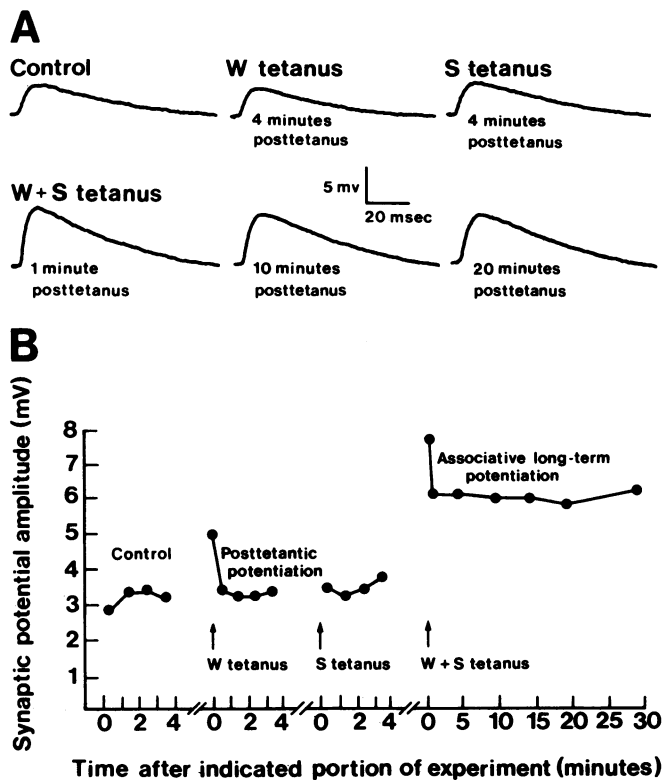 A
Control
W tetanus
S tetanus
4 minutes
posttetanus
4 minutes
posttetanus
W + S tetanus
5 mv
20 msec
1 minute
posttetanus
10 minutes
posttetanus
20 minutes
posttetanus
B
Synaptic potential amplitude (mV)
8
7
6
5
4
3
2
1
Control
Posttetantic
potentiation
Associative long-term
potentiation
W tetanus
S tetanus
W + S tetanus
0 2 4 0 2 4 0 2 4 0 5 10 15 20 25 30
Time after indicated portion of experiment (minutes)